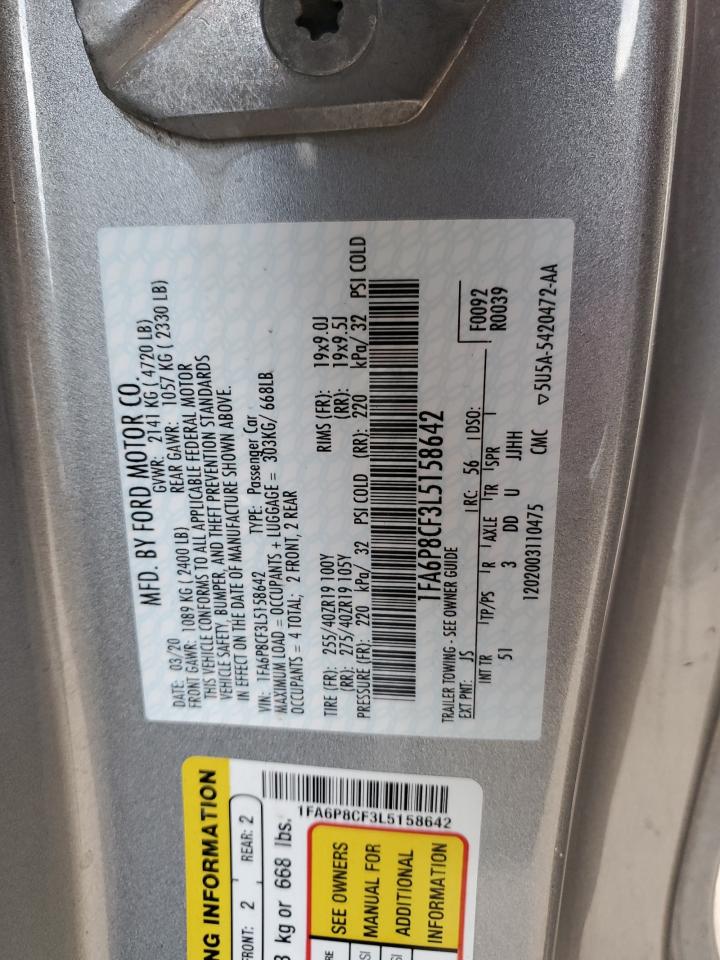 MFD. BY FORD MOTOR CO.
DATE: 03/20 GVWR: 2141 KG ( 4720 LB)
FRONT GAWR: 1089 KG ( 2400 LB) REAR GAWR: 1057 KG ( 2330 LB)
THIS VEHICLE CONFORMS TO ALL APPLICABLE FEDERAL MOTOR
VEHICLE SAFETY, BUMPER, AND THEFT PREVENTION STANDARDS
IN EFFECT ON THE DATE OF MANUFACTURE SHOWN ABOVE.
VIN: 1FA6P8CF3L5158642 TYPE: Passenger Car
MAXIMUM LOAD = OCCUPANTS + LUGGAGE = 303KG/ 668LB
OCCUPANTS = 4 TOTAL; 2 FRONT, 2 REAR
TIRE (FR): 255/40ZR19 100Y RIMS (FR): 19x9.0J
(RR): 275/40ZR19 105Y (RR): 19x9.5J
PRESSURE (FR): 220 kPa/ 32 PSI COLD (RR): 220 kPa/ 32 PSI COLD
1FA6P8CF3L5158642
TRAILER TOWING - SEE OWNER GUIDE F0092
EXT PNT: JS RC: 56 DSO: R0039
INT TR TP/PS R AXLE TR SPR
51 3 DD U JJHH
1202003110475 CMC ▽5U5A-5420472-AA
NG INFORMATION
FRONT: 2 REAR: 2
3 kg or 668 lbs.
1FA6P8CF3L5158642
SEE OWNERS
MANUAL FOR
ADDITIONAL
INFORMATION
RE
SI
SI